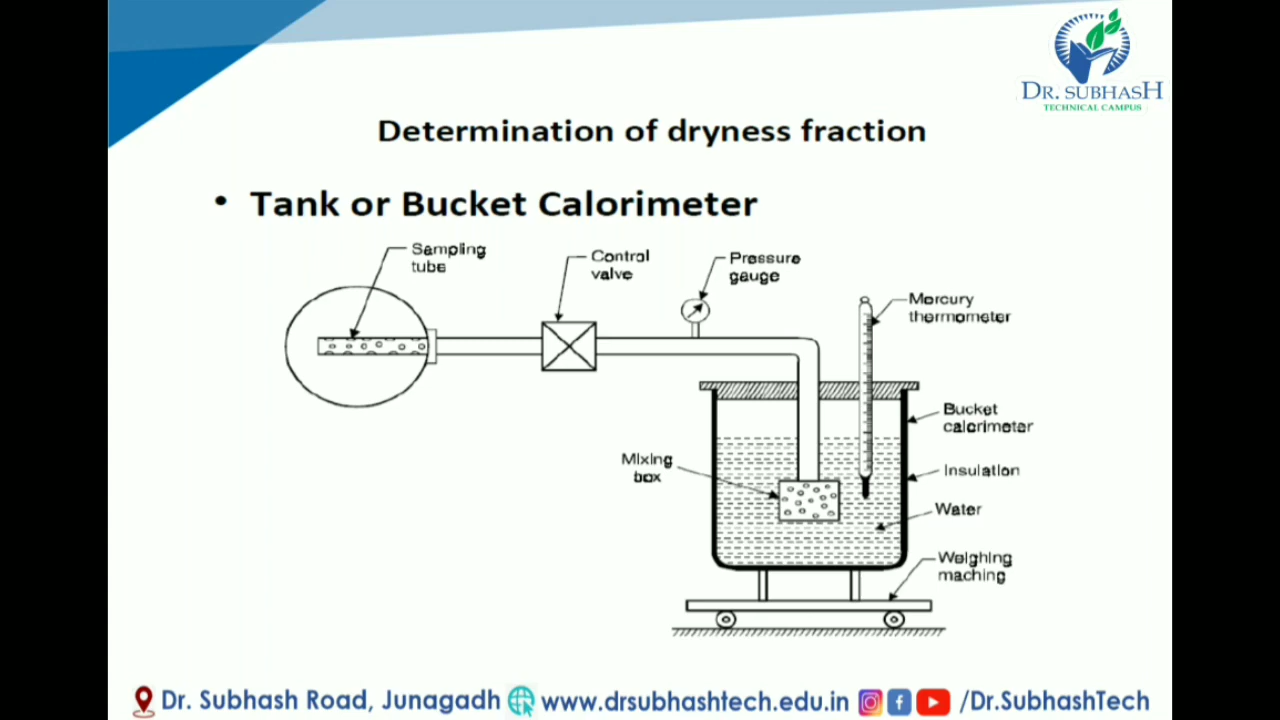 DR. SUBHASH
TECHNICAL CAMPUS
Determination of dryness fraction
• Tank or Bucket Calorimeter
Sampling
tube
Control
valve
Pressure
gauge
Mercury
thermometer
Bucket
calorimeter
Mixing
box
Insulation
Water
Weighing
maching
Dr. Subhash Road, Junagadh www.drsubhashtech.edu.in /Dr.SubhashTech